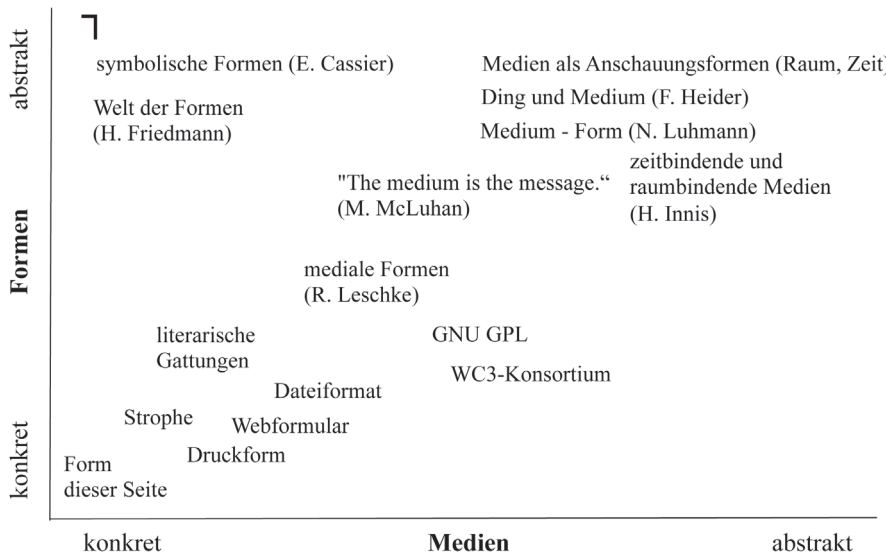 abstrakt
Formen
konkret
symbolische Formen (E. Cassier)
Welt der Formen
(H. Friedmann)
Medien als Anschauungsformen (Raum, Zeit)
Ding und Medium (F. Heider)
Medium - Form (N. Luhmann)
zeitbindende und
raumbindende Medien
(H. Innis)
"The medium is the message.“
(M. McLuhan)
mediale Formen
(R. Leschke)
literarische
Gattungen
GNU GPL
WC3-Konsortium
Dateiformat
Strophe
Webformular
Druckform
Form
dieser Seite
konkret
Medien
abstrakt